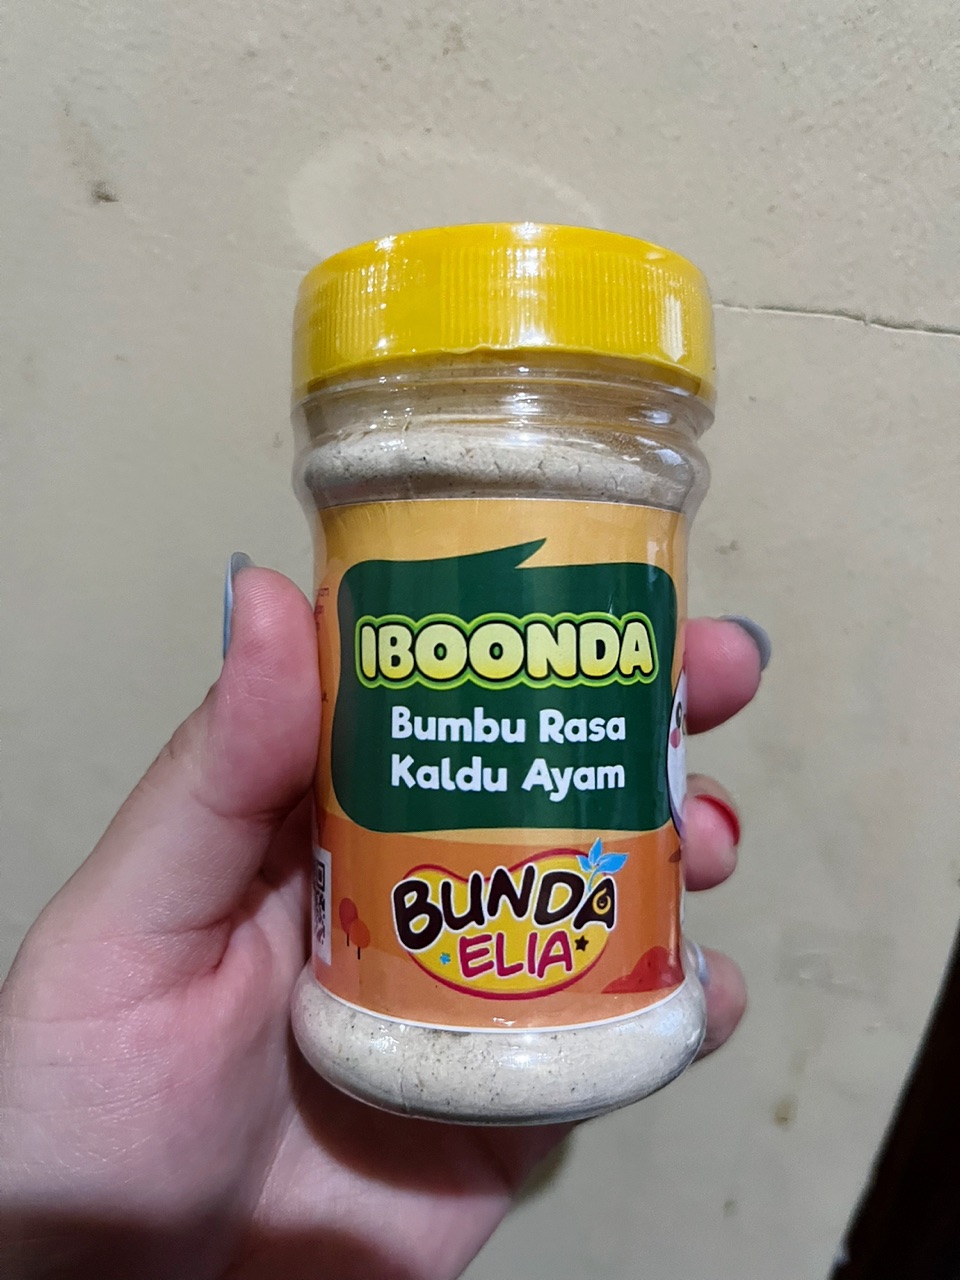 IBOONDA
Bumbu Rasa
Kaldu Ayam
BUNDA
ELIA